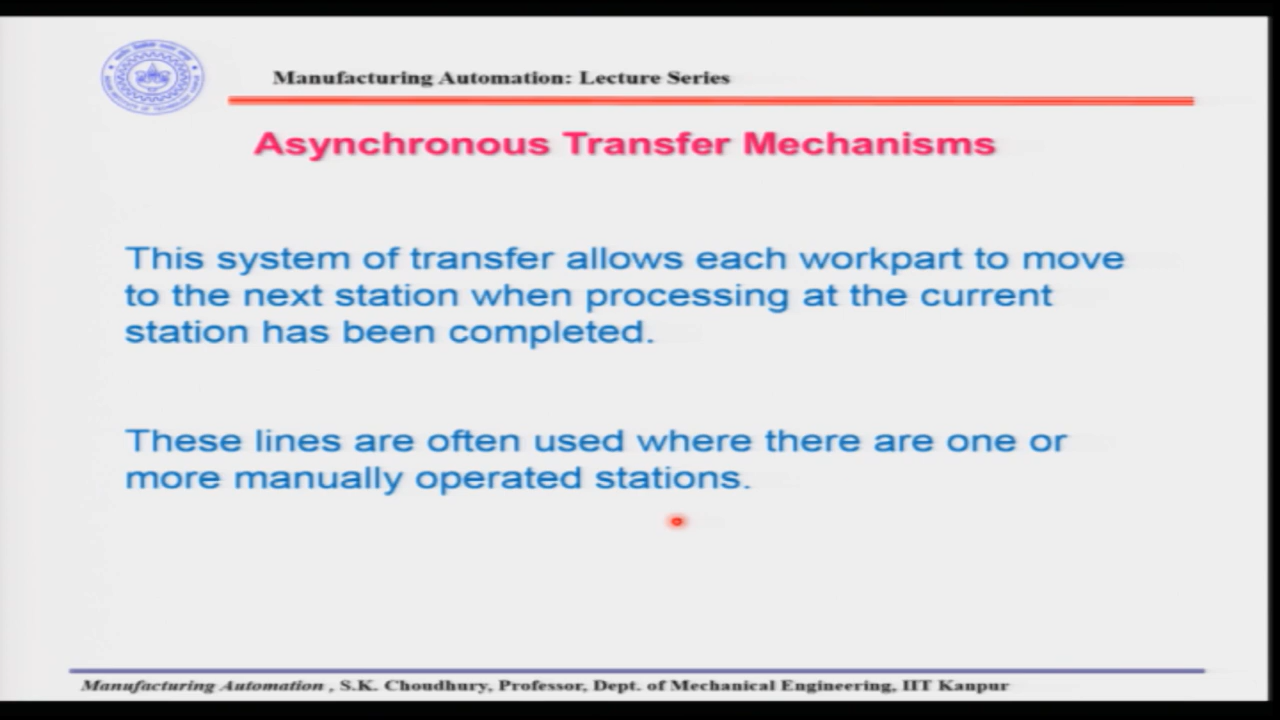 Manufacturing Automation: Lecture Series
Asynchronous Transfer Mechanisms
This system of transfer allows each workpart to move
to the next station when processing at the current
station has been completed.
These lines are often used where there are one or
more manually operated stations.
Manufacturing Automation , S.K. Choudhury, Professor, Dept. of Mechanical Engineering, IIT Kanpur